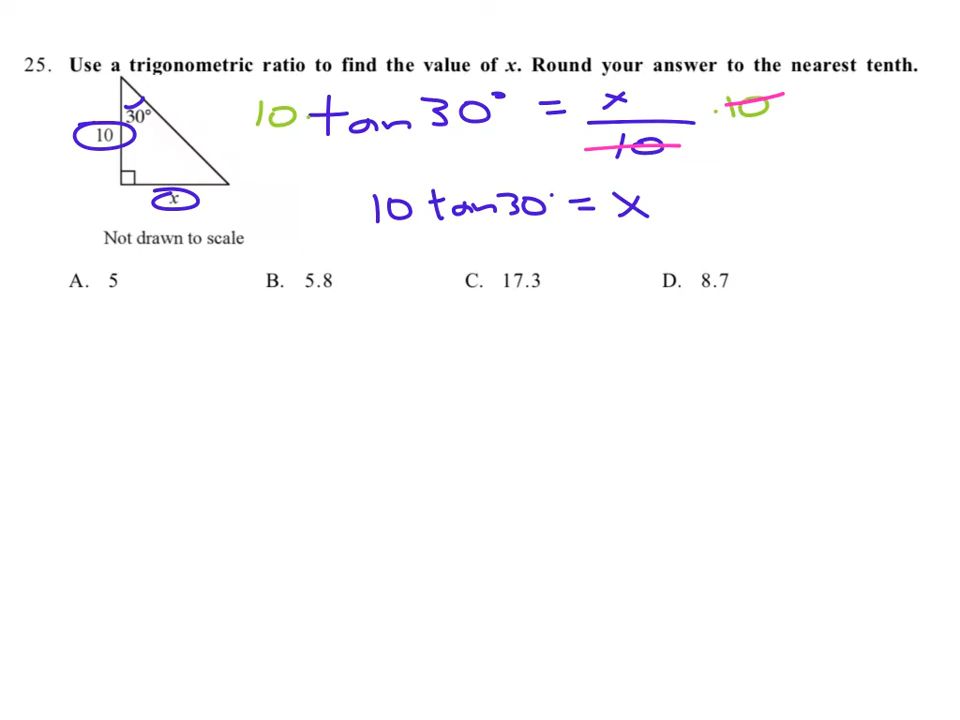 25. Use a trigonometric ratio to find the value of x. Round your answer to the nearest tenth.
30°
10
x
Not drawn to scale
10 · tan 30° = x/10 · 10
10 tan 30° = x
A. 5 B. 5.8 C. 17.3 D. 8.7